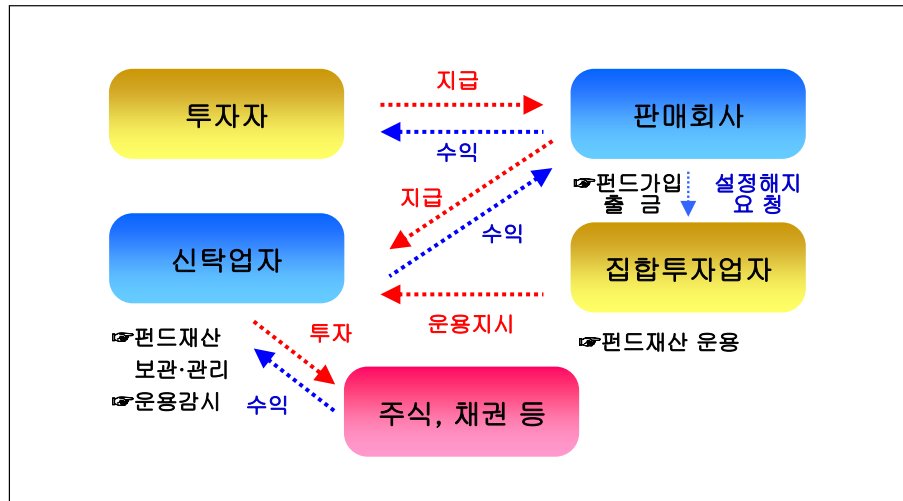 지급
투자자
판매회사
수익
☞펀드가입
출 금
설정해지
요 청
지급
수익
신탁업자
집합투자업자
운용지시
☞펀드재산
보관·관리
☞운용감시
투자
☞펀드재산 운용
수익
주식, 채권 등